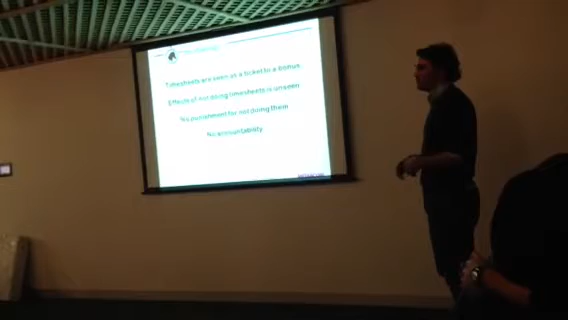 Timesheets are seen as a ticket to a bonus
Effects of not doing timesheets is unseen
No punishment for not doing them
No accountability